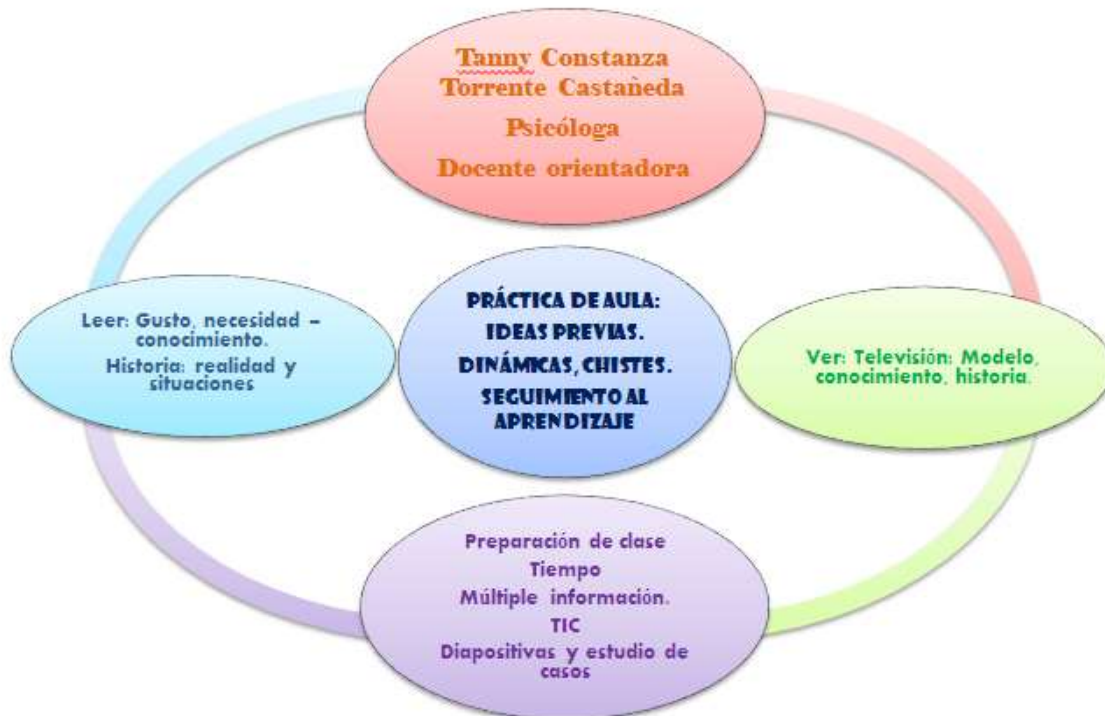 Tanny Constanza
Torrente Castañeda
Psicóloga
Docente orientadora
Leer: Gusto, necesidad –
conocimiento.
Historia: realidad y
situaciones
PRÁCTICA DE AULA:
IDEAS PREVIAS.
DINÁMICAS, CHISTES.
SEGUIMIENTO AL
APRENDIZAJE
Ver: Televisión: Modelo,
conocimiento, historia.
Preparación de clase
Tiempo
Múltiple información.
TIC
Diapositivas y estudio de
casos